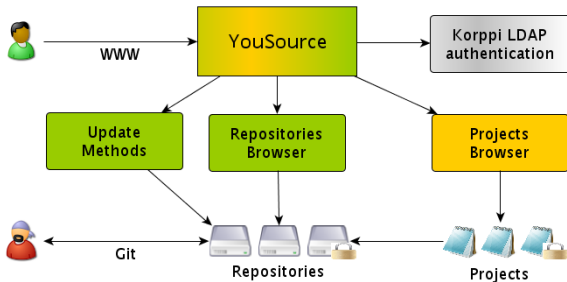 YouSource
Korppi LDAP
authentication
WWW
Update
Methods
Repositories
Browser
Projects
Browser
Git
Repositories
Projects